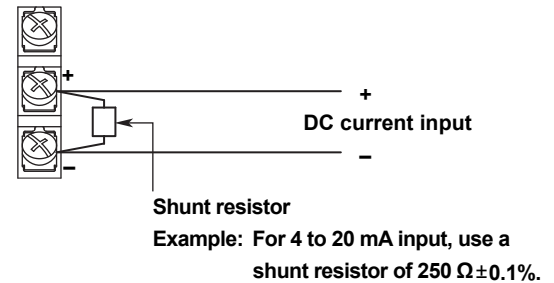 +
+
DC current input
−
−
Shunt resistor
Example: For 4 to 20 mA input, use a
shunt resistor of 250 Ω±0.1%.